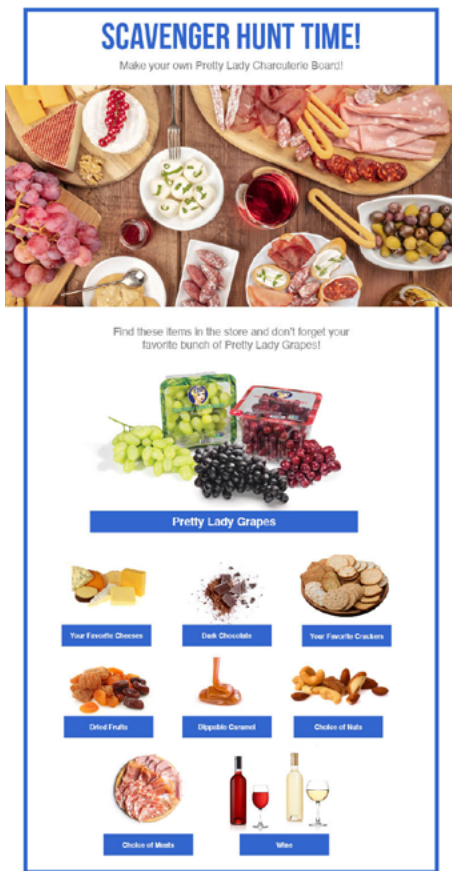 SCAVENGER HUNT TIME!
Make your own Pretty Lady Charcuterie Board!
Find these items in the store and don't forget your
favorite bunch of Pretty Lady Grapes!
Pretty Lady Grapes
Your Favorite Cheeses
Dark Chocolate
Your Favorite Crackers
Dried Fruits
Dippable Caramel
Choice of Nuts
Choice of Meats
Wine